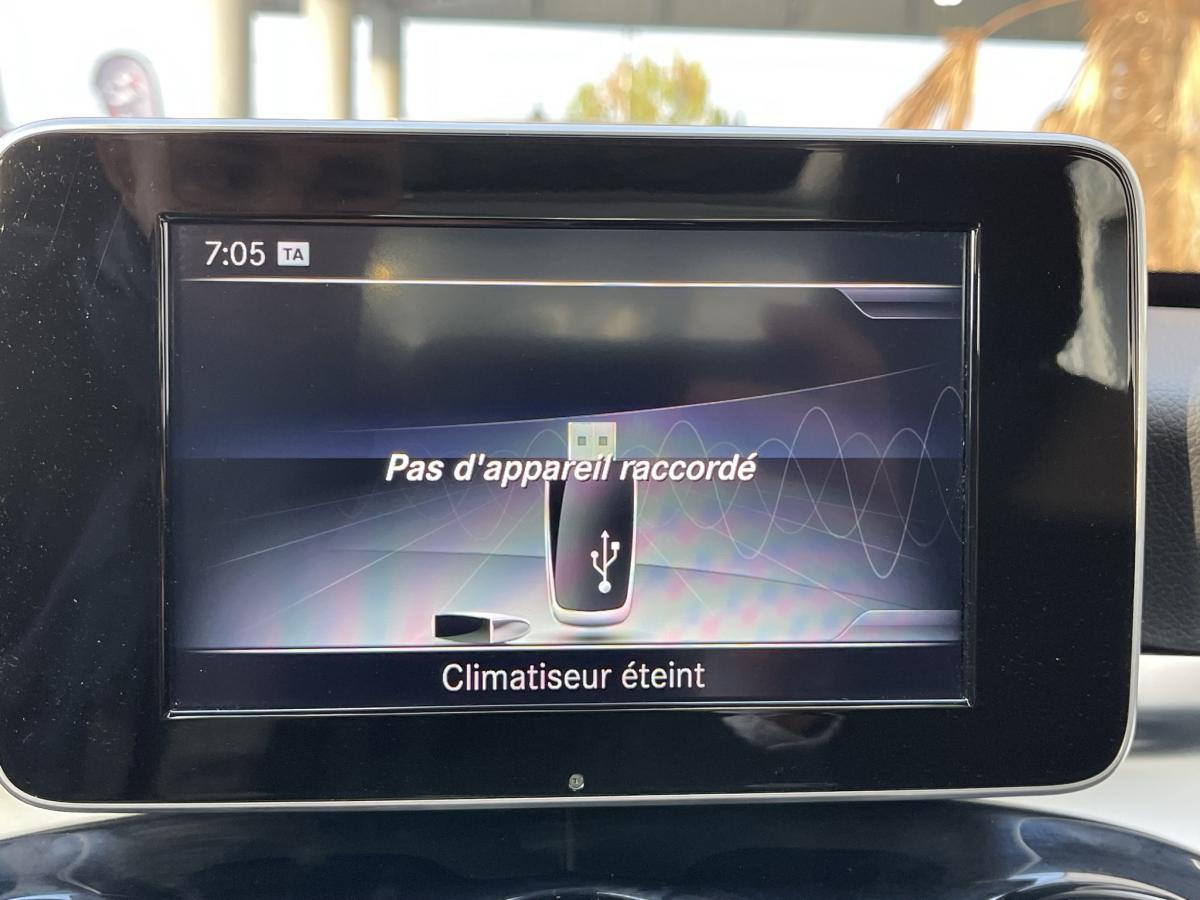 7:05 TA
Pas d'appareil raccordé
Climatiseur éteint